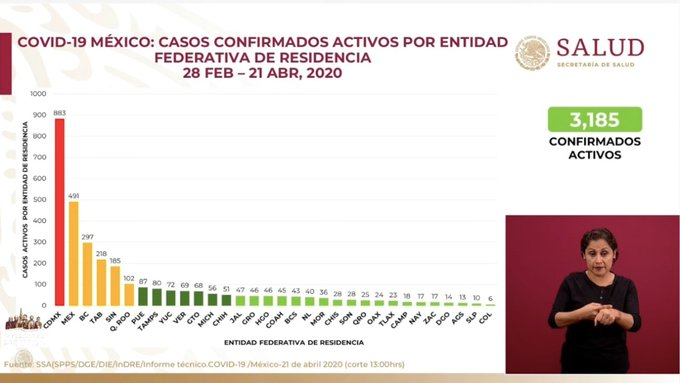 COVID-19 MÉXICO: CASOS CONFIRMADOS ACTIVOS POR ENTIDAD
FEDERATIVA DE RESIDENCIA
28 FEB – 21 ABR, 2020
SALUD
SECRETARÍA DE SALUD
3,185
CONFIRMADOS
ACTIVOS
CASOS ACTIVOS POR ENTIDAD DE RESIDENCIA
1000
900
800
700
600
500
400
300
200
100
0
883 491 297 218 185 102 87 80 72 69 68 56 51 47 46 46 45 43 40 36 28 28 25 24 23 18 17 17 14 13 10 6
CDMX MEX BC TAB SIN Q. ROO PUE TAMPS YUC VER GTO MICH CHIH JAL GRO HGO COAH BCS NL MOR CHIS SON QRO OAX TLAX CAMP NAY ZAC DGO AGS SLP COL
ENTIDAD FEDERATIVA DE RESIDENCIA
Fuente: SSA(SPPS/DGE/DIE/InDRE/Informe técnico.COVID-19 /México-21 de abril 2020 (corte 13:00hrs)